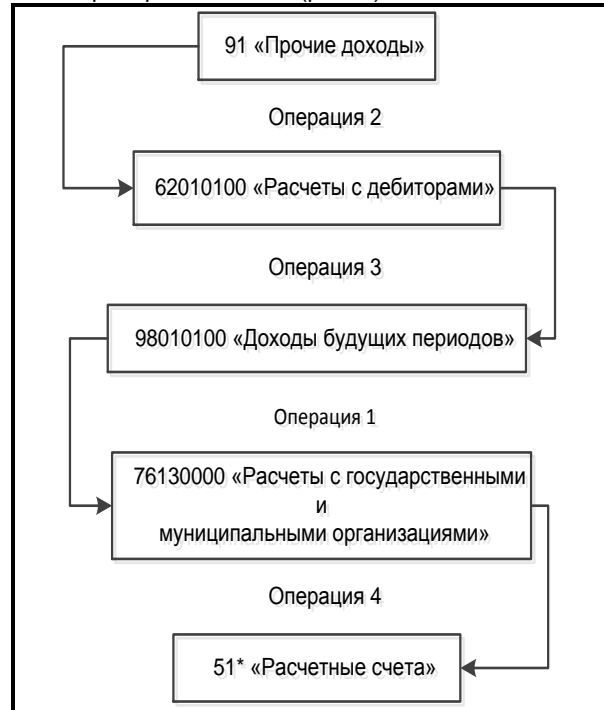 91 «Прочие доходы»
Операция 2
62010100 «Расчеты с дебиторами»
Операция 3
98010100 «Доходы будущих периодов»
Операция 1
76130000 «Расчеты с государственными
и
муниципальными организациями»
Операция 4
51* «Расчетные счета»